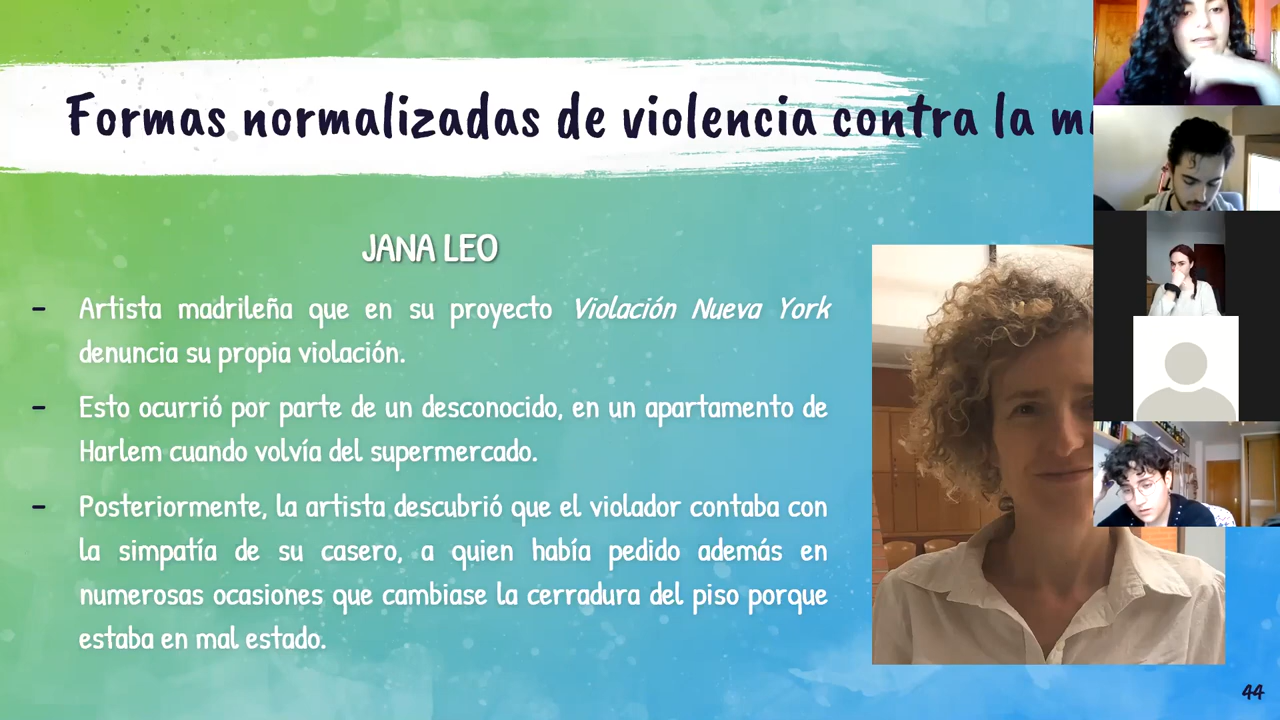 Formas normalizadas de violencia contra la
JANA LEO
- Artista madrileña que en su proyecto Violación Nueva York
denuncia su propia violación.
- Esto ocurrió por parte de un desconocido, en un apartamento de
Harlem cuando volvía del supermercado.
- Posteriormente, la artista descubrió que el violador contaba con
la simpatía de su casero, a quien había pedido además en
numerosas ocasiones que cambiase la cerradura del piso porque
estaba en mal estado.
44